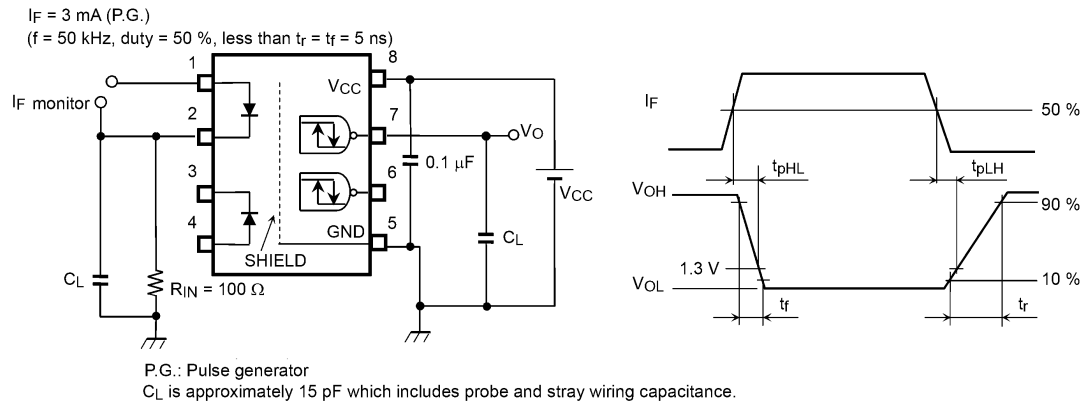 IF = 3 mA (P.G.)
(f = 50 kHz, duty = 50 %, less than tr = tf = 5 ns)
1
8
VCC
IF monitor
2
7
VO
0.1 μF
VCC
3
6
4
5
GND
SHIELD
CL
CL
RIN = 100 Ω
P.G.: Pulse generator
CL is approximately 15 pF which includes probe and stray wiring capacitance.
IF
50 %
tpHL
tpLH
VOH
90 %
1.3 V
VOL
10 %
tf
tr